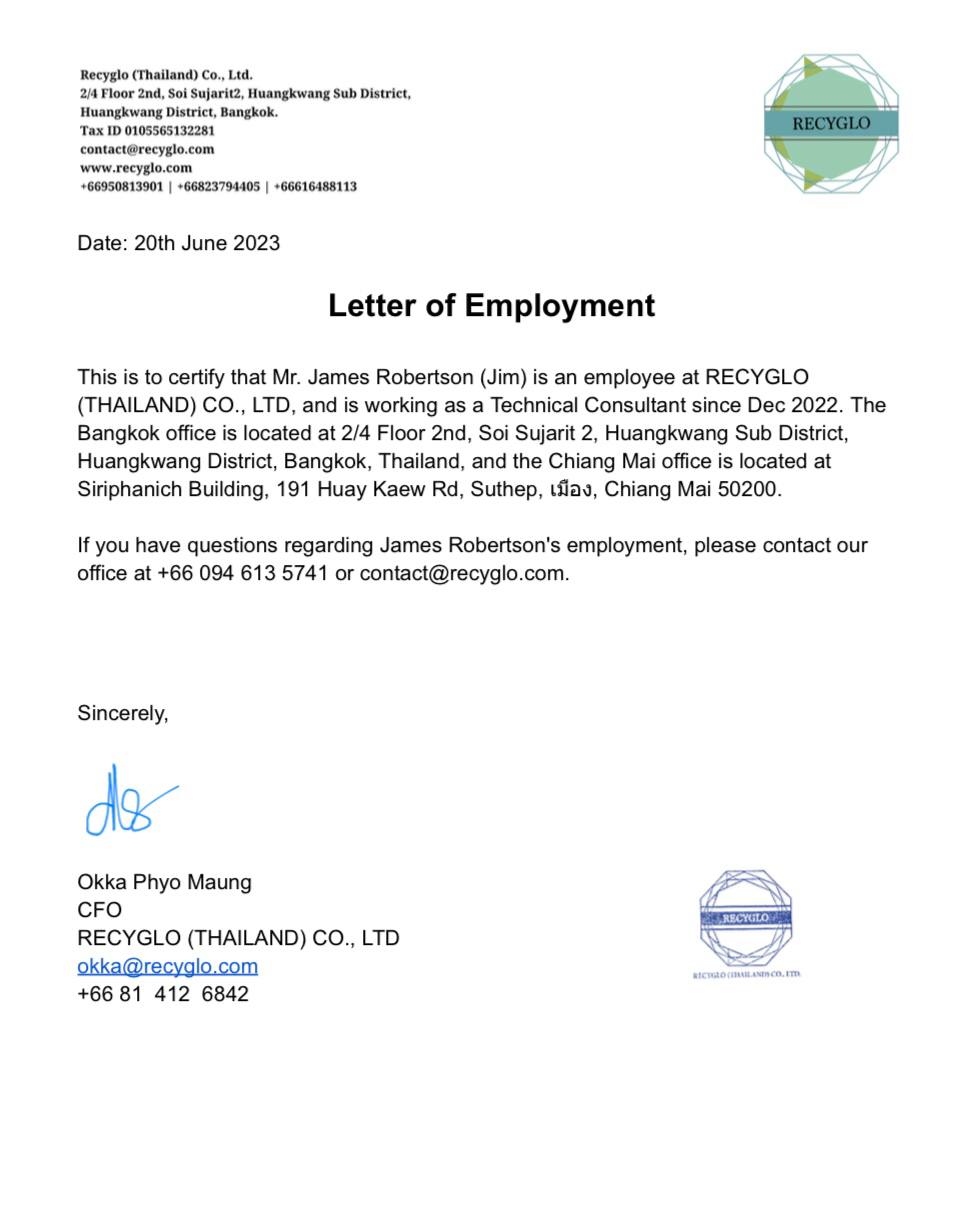 Recyglo (Thailand) Co., Ltd.
2/4 Floor 2nd, Soi Sujarit2, Huangkwang Sub District,
Huangkwang District, Bangkok.
Tax ID 0105565132281
contact@recyglo.com
www.recyglo.com
+66950813901 | +66823794405 | +66616488113
RECYGLO
Date: 20th June 2023
Letter of Employment
This is to certify that Mr. James Robertson (Jim) is an employee at RECYGLO
(THAILAND) CO., LTD, and is working as a Technical Consultant since Dec 2022. The
Bangkok office is located at 2/4 Floor 2nd, Soi Sujarit 2, Huangkwang Sub District,
Huangkwang District, Bangkok, Thailand, and the Chiang Mai office is located at
Siriphanich Building, 191 Huay Kaew Rd, Suthep, เมือง, Chiang Mai 50200.
If you have questions regarding James Robertson's employment, please contact our
office at +66 094 613 5741 or contact@recyglo.com.
Sincerely,
Okka Phyo Maung
CFO
RECYGLO (THAILAND) CO., LTD
okka@recyglo.com
+66 81 412 6842
RECYGLO
RECYGLO (THAILAND) CO., LTD.